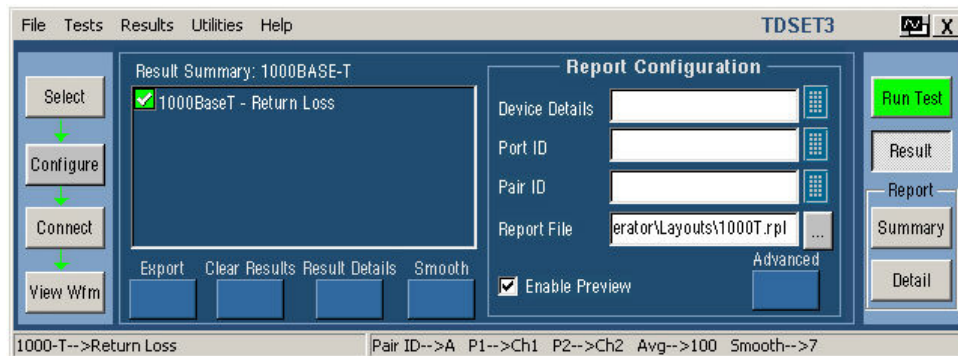 File Tests Results Utilities Help TDSET3 X
Select
Configure
Connect
View Wfm
Result Summary: 1000BASE-T
1000BaseT - Return Loss
Export Clear Results Result Details Smooth
Report Configuration
Device Details
Port ID
Pair ID
Report File erator\Layouts\1000T.rpl ...
Enable Preview
Advanced
Run Test
Result
Report
Summary
Detail
1000-T-->Return Loss Pair ID-->A P1-->Ch1 P2-->Ch2 Avg-->100 Smooth-->7